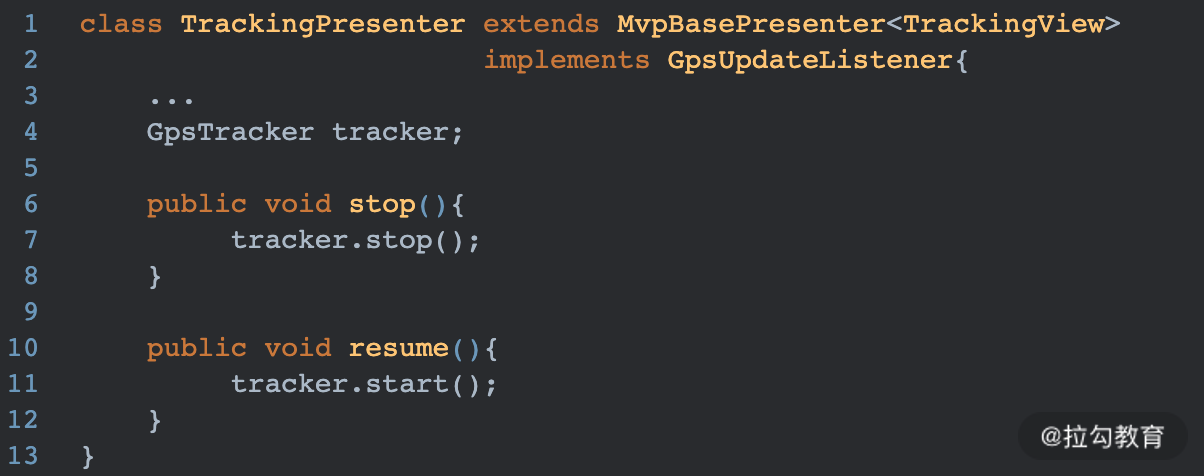 1 class TrackingPresenter extends MvpBasePresenter<TrackingView>
2 implements GpsUpdateListener{
3 ...
4 GpsTracker tracker;
5
6 public void stop(){
7 tracker.stop();
8 }
9
10 public void resume(){
11 tracker.start();
12 }
13 }
@拉勾教育